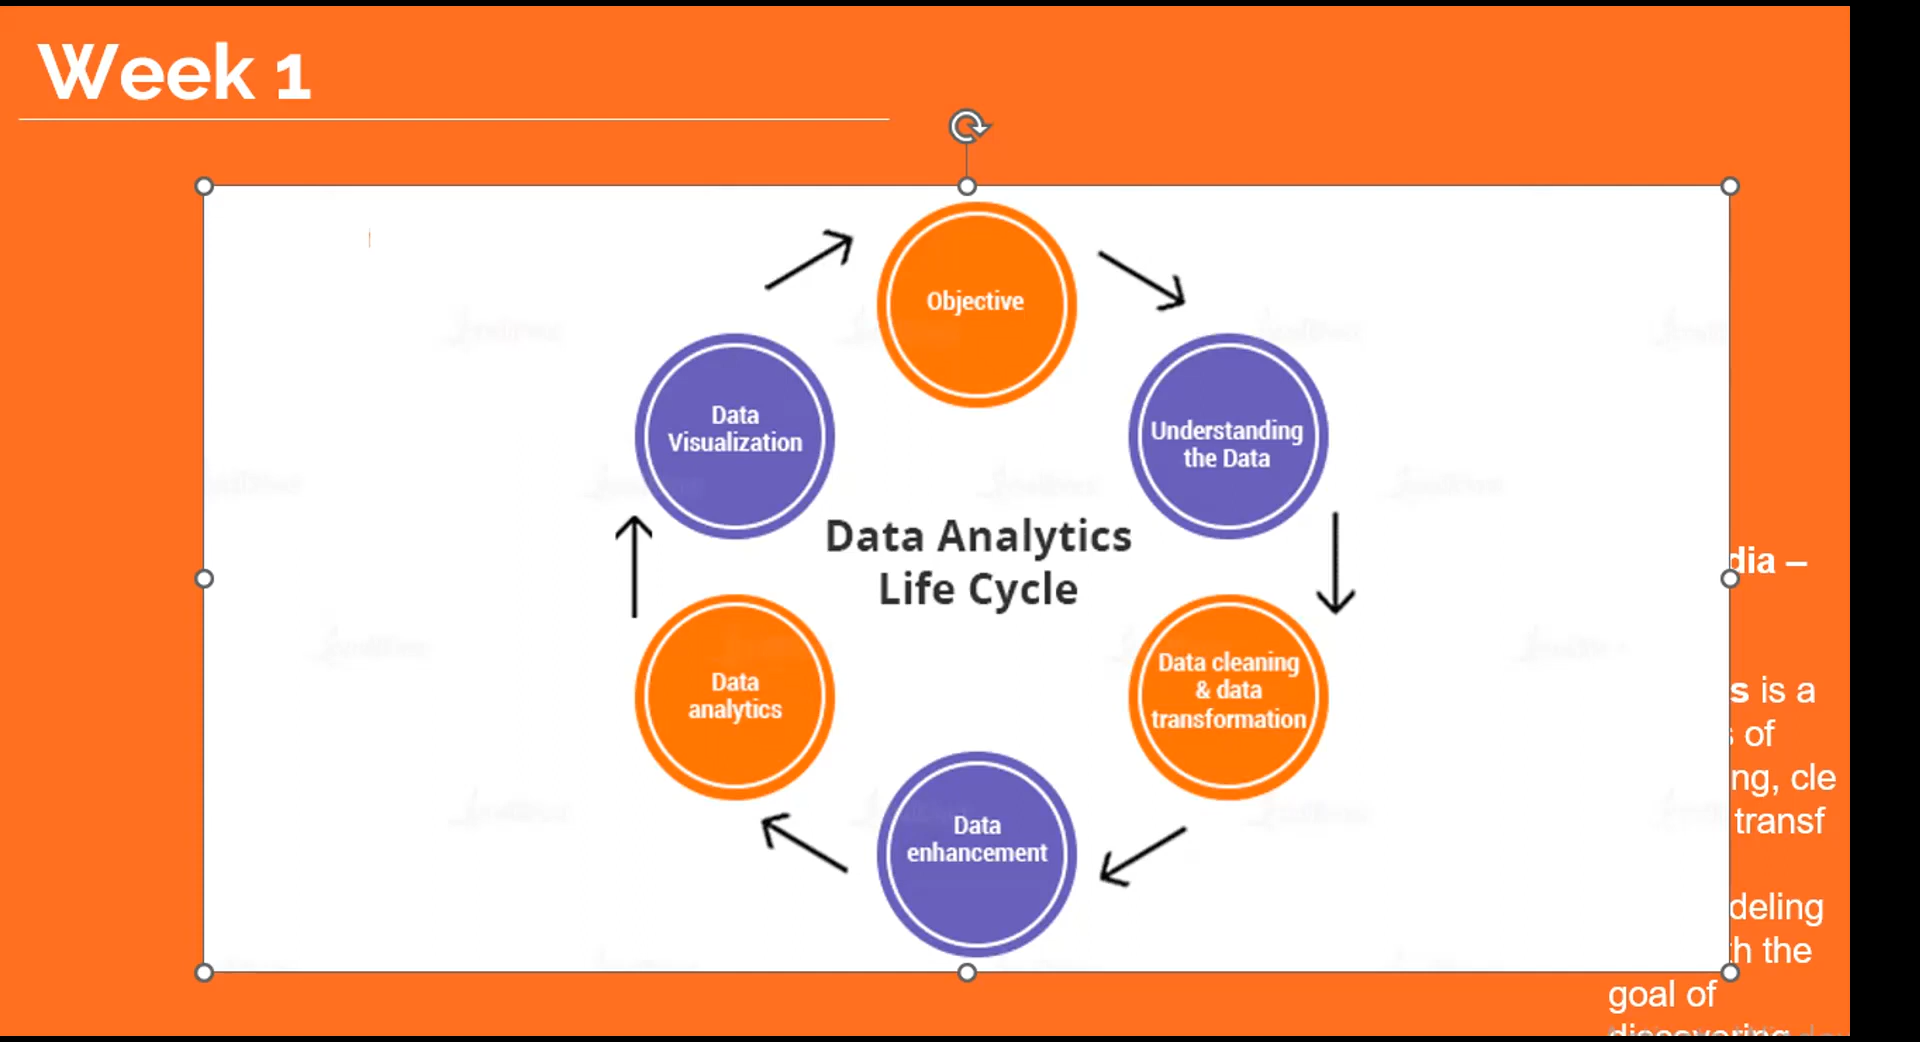 Week 1
Objective
Understanding
the Data
Data cleaning
& data
transformation
Data
enhancement
Data
analytics
Data
Visualization
Data Analytics
Life Cycle
dia –
s is a
of
ng, cle
transf
deling
h the
goal of
discovering